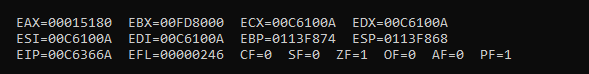 EAX=00015180 EBX=00FD8000 ECX=00C6100A EDX=00C6100A
ESI=00C6100A EDI=00C6100A EBP=0113F874 ESP=0113F868
EIP=00C6366A EFL=00000246 CF=0 SF=0 ZF=1 OF=0 AF=0 PF=1